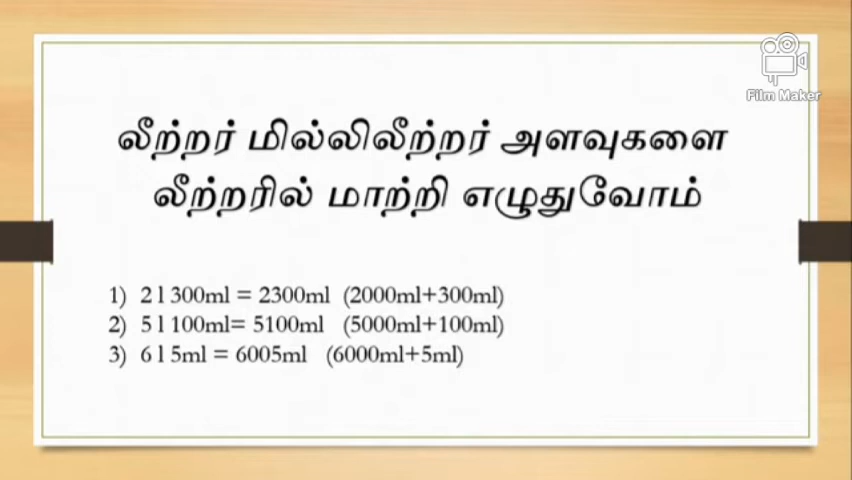 Film Maker
லீற்றர் மில்லிலீற்றர் அளவுகளை
லீற்றரில் மாற்றி எழுதுவோம்
1) 2 l 300ml = 2300ml (2000ml+300ml)
2) 5 l 100ml= 5100ml (5000ml+100ml)
3) 6 l 5ml = 6005ml (6000ml+5ml)